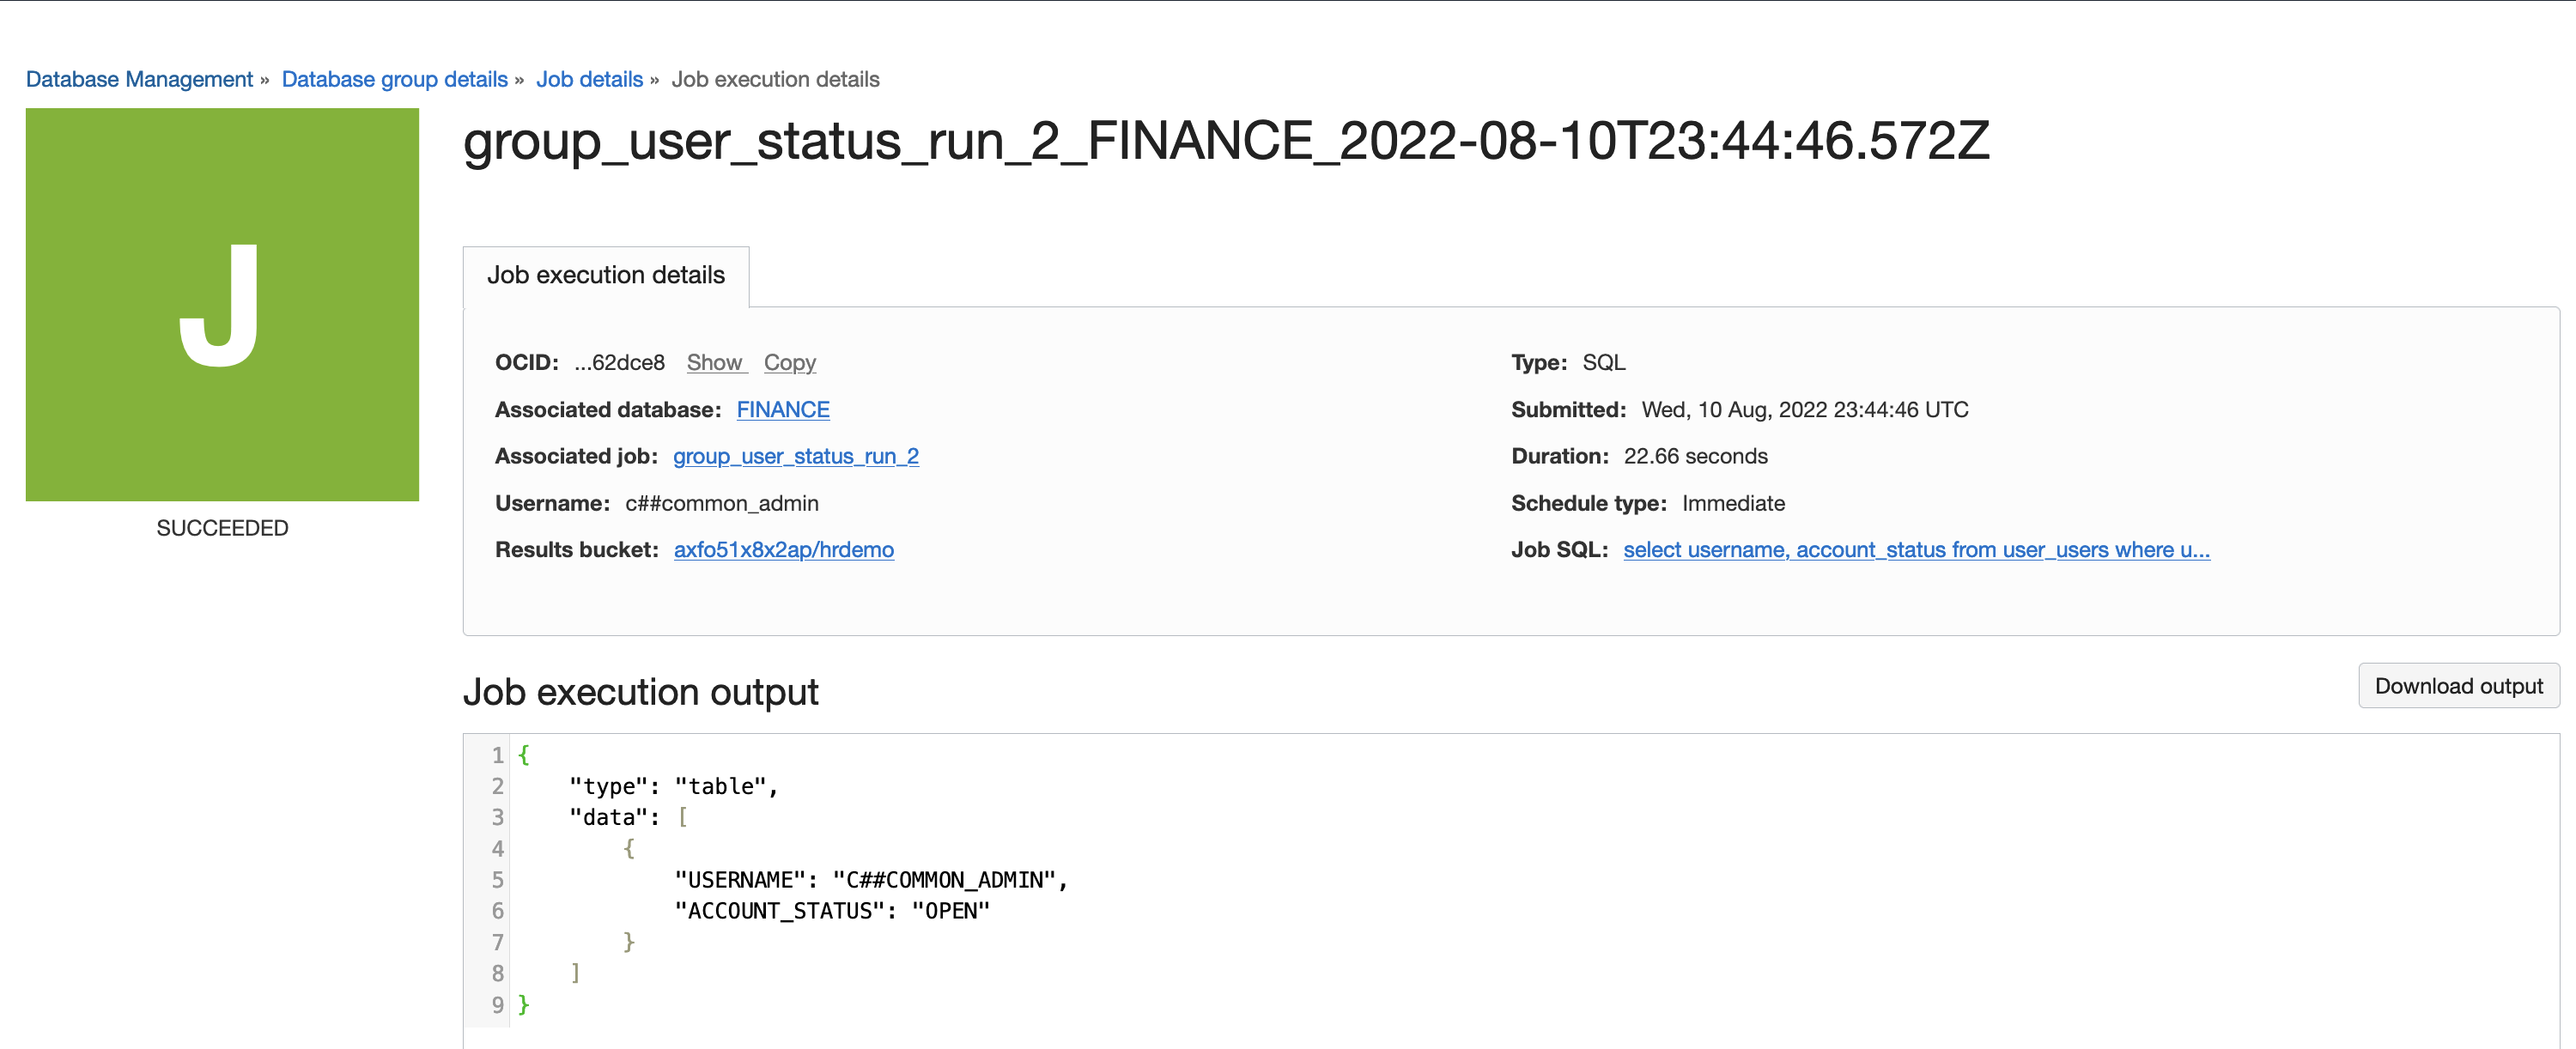 Database Management » Database group details » Job details » Job execution details
J
SUCCEEDED
group_user_status_run_2_FINANCE_2022-08-10T23:44:46.572Z
Job execution details
OCID: ...62dce8 Show Copy
Associated database: FINANCE
Associated job: group_user_status_run_2
Username: c##common_admin
Results bucket: axfo51x8x2ap/hrdemo
Type: SQL
Submitted: Wed, 10 Aug, 2022 23:44:46 UTC
Duration: 22.66 seconds
Schedule type: Immediate
Job SQL: select username, account_status from user_users where u...
Job execution output
Download output
1 {
2     "type": "table",
3     "data": [
4         {
5             "USERNAME": "C##COMMON_ADMIN",
6             "ACCOUNT_STATUS": "OPEN"
7         }
8     ]
9 }